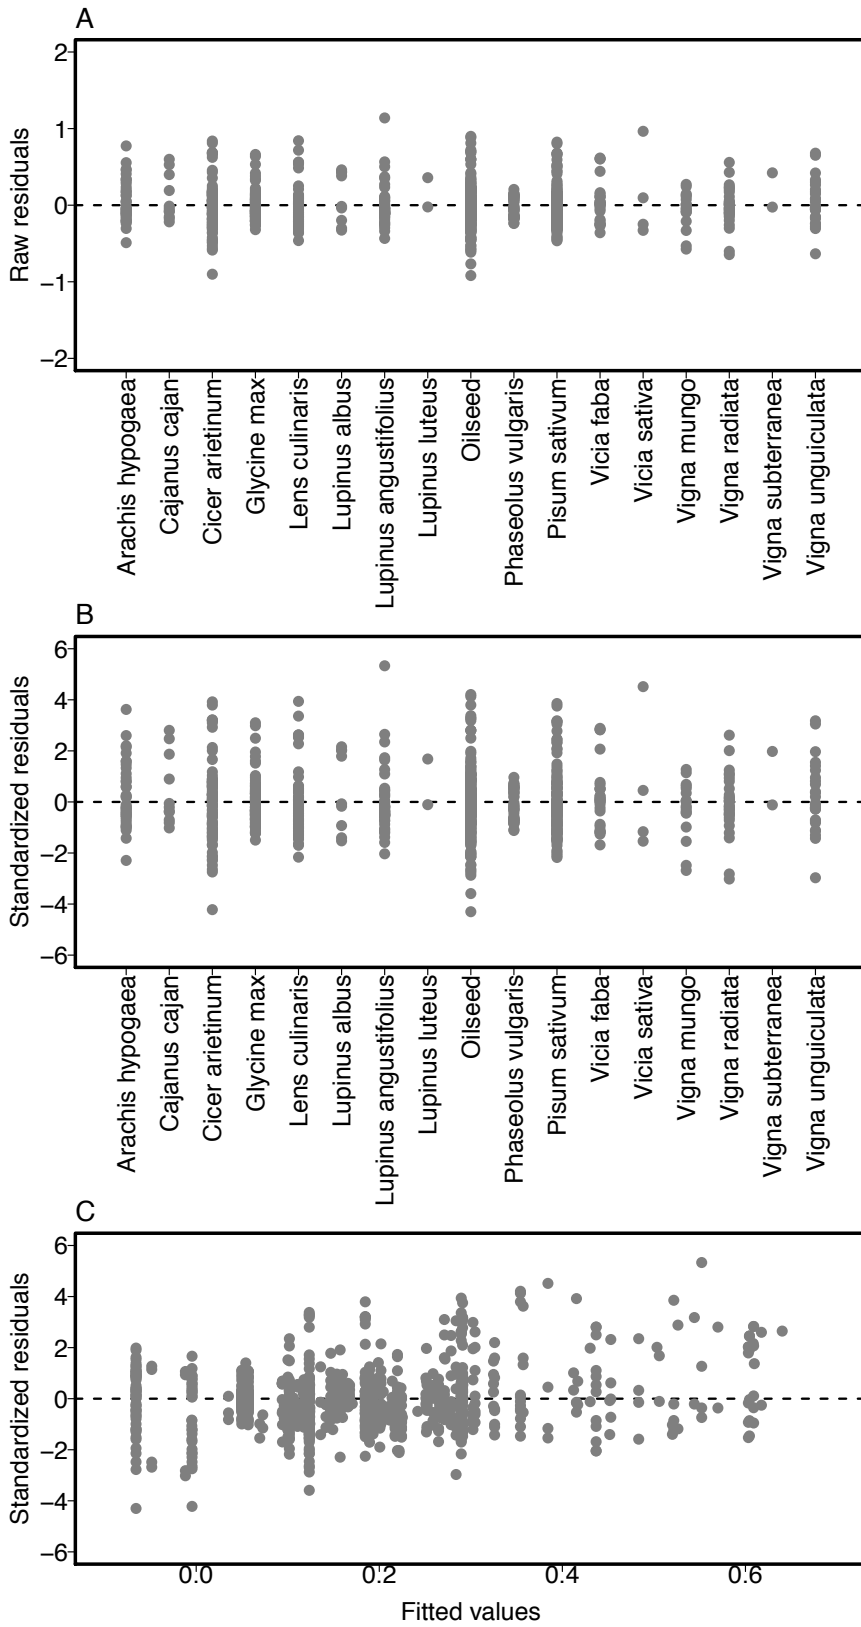 A
Raw residuals
2
1
0
−1
−2
Arachis hypogaea
Cajanus cajan
Cicer arietinum
Glycine max
Lens culinaris
Lupinus albus
Lupinus angustifolius
Lupinus luteus
Oilseed
Phaseolus vulgaris
Pisum sativum
Vicia faba
Vicia sativa
Vigna mungo
Vigna radiata
Vigna subterranea
Vigna unguiculata
B
Standardized residuals
6
4
2
0
−2
−4
−6
Arachis hypogaea
Cajanus cajan
Cicer arietinum
Glycine max
Lens culinaris
Lupinus albus
Lupinus angustifolius
Lupinus luteus
Oilseed
Phaseolus vulgaris
Pisum sativum
Vicia faba
Vicia sativa
Vigna mungo
Vigna radiata
Vigna subterranea
Vigna unguiculata
C
Standardized residuals
6
4
2
0
−2
−4
−6
0.0 0.2 0.4 0.6
Fitted values